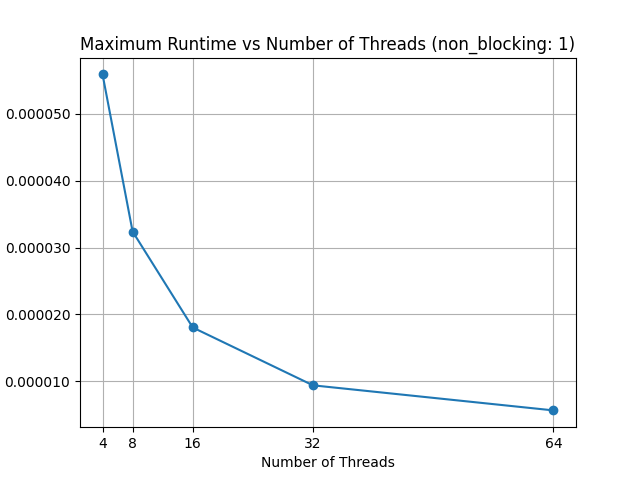 Maximum Runtime vs Number of Threads (non_blocking: 1)
0.000050
0.000040
0.000030
0.000020
0.000010
4 8 16 32 64
Number of Threads